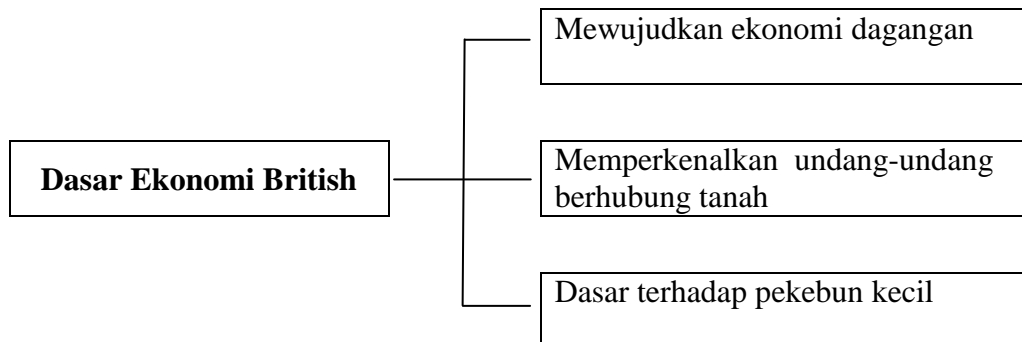 Mewujudkan ekonomi dagangan
Dasar Ekonomi British
Memperkenalkan undang-undang
berhubung tanah
Dasar terhadap pekebun kecil